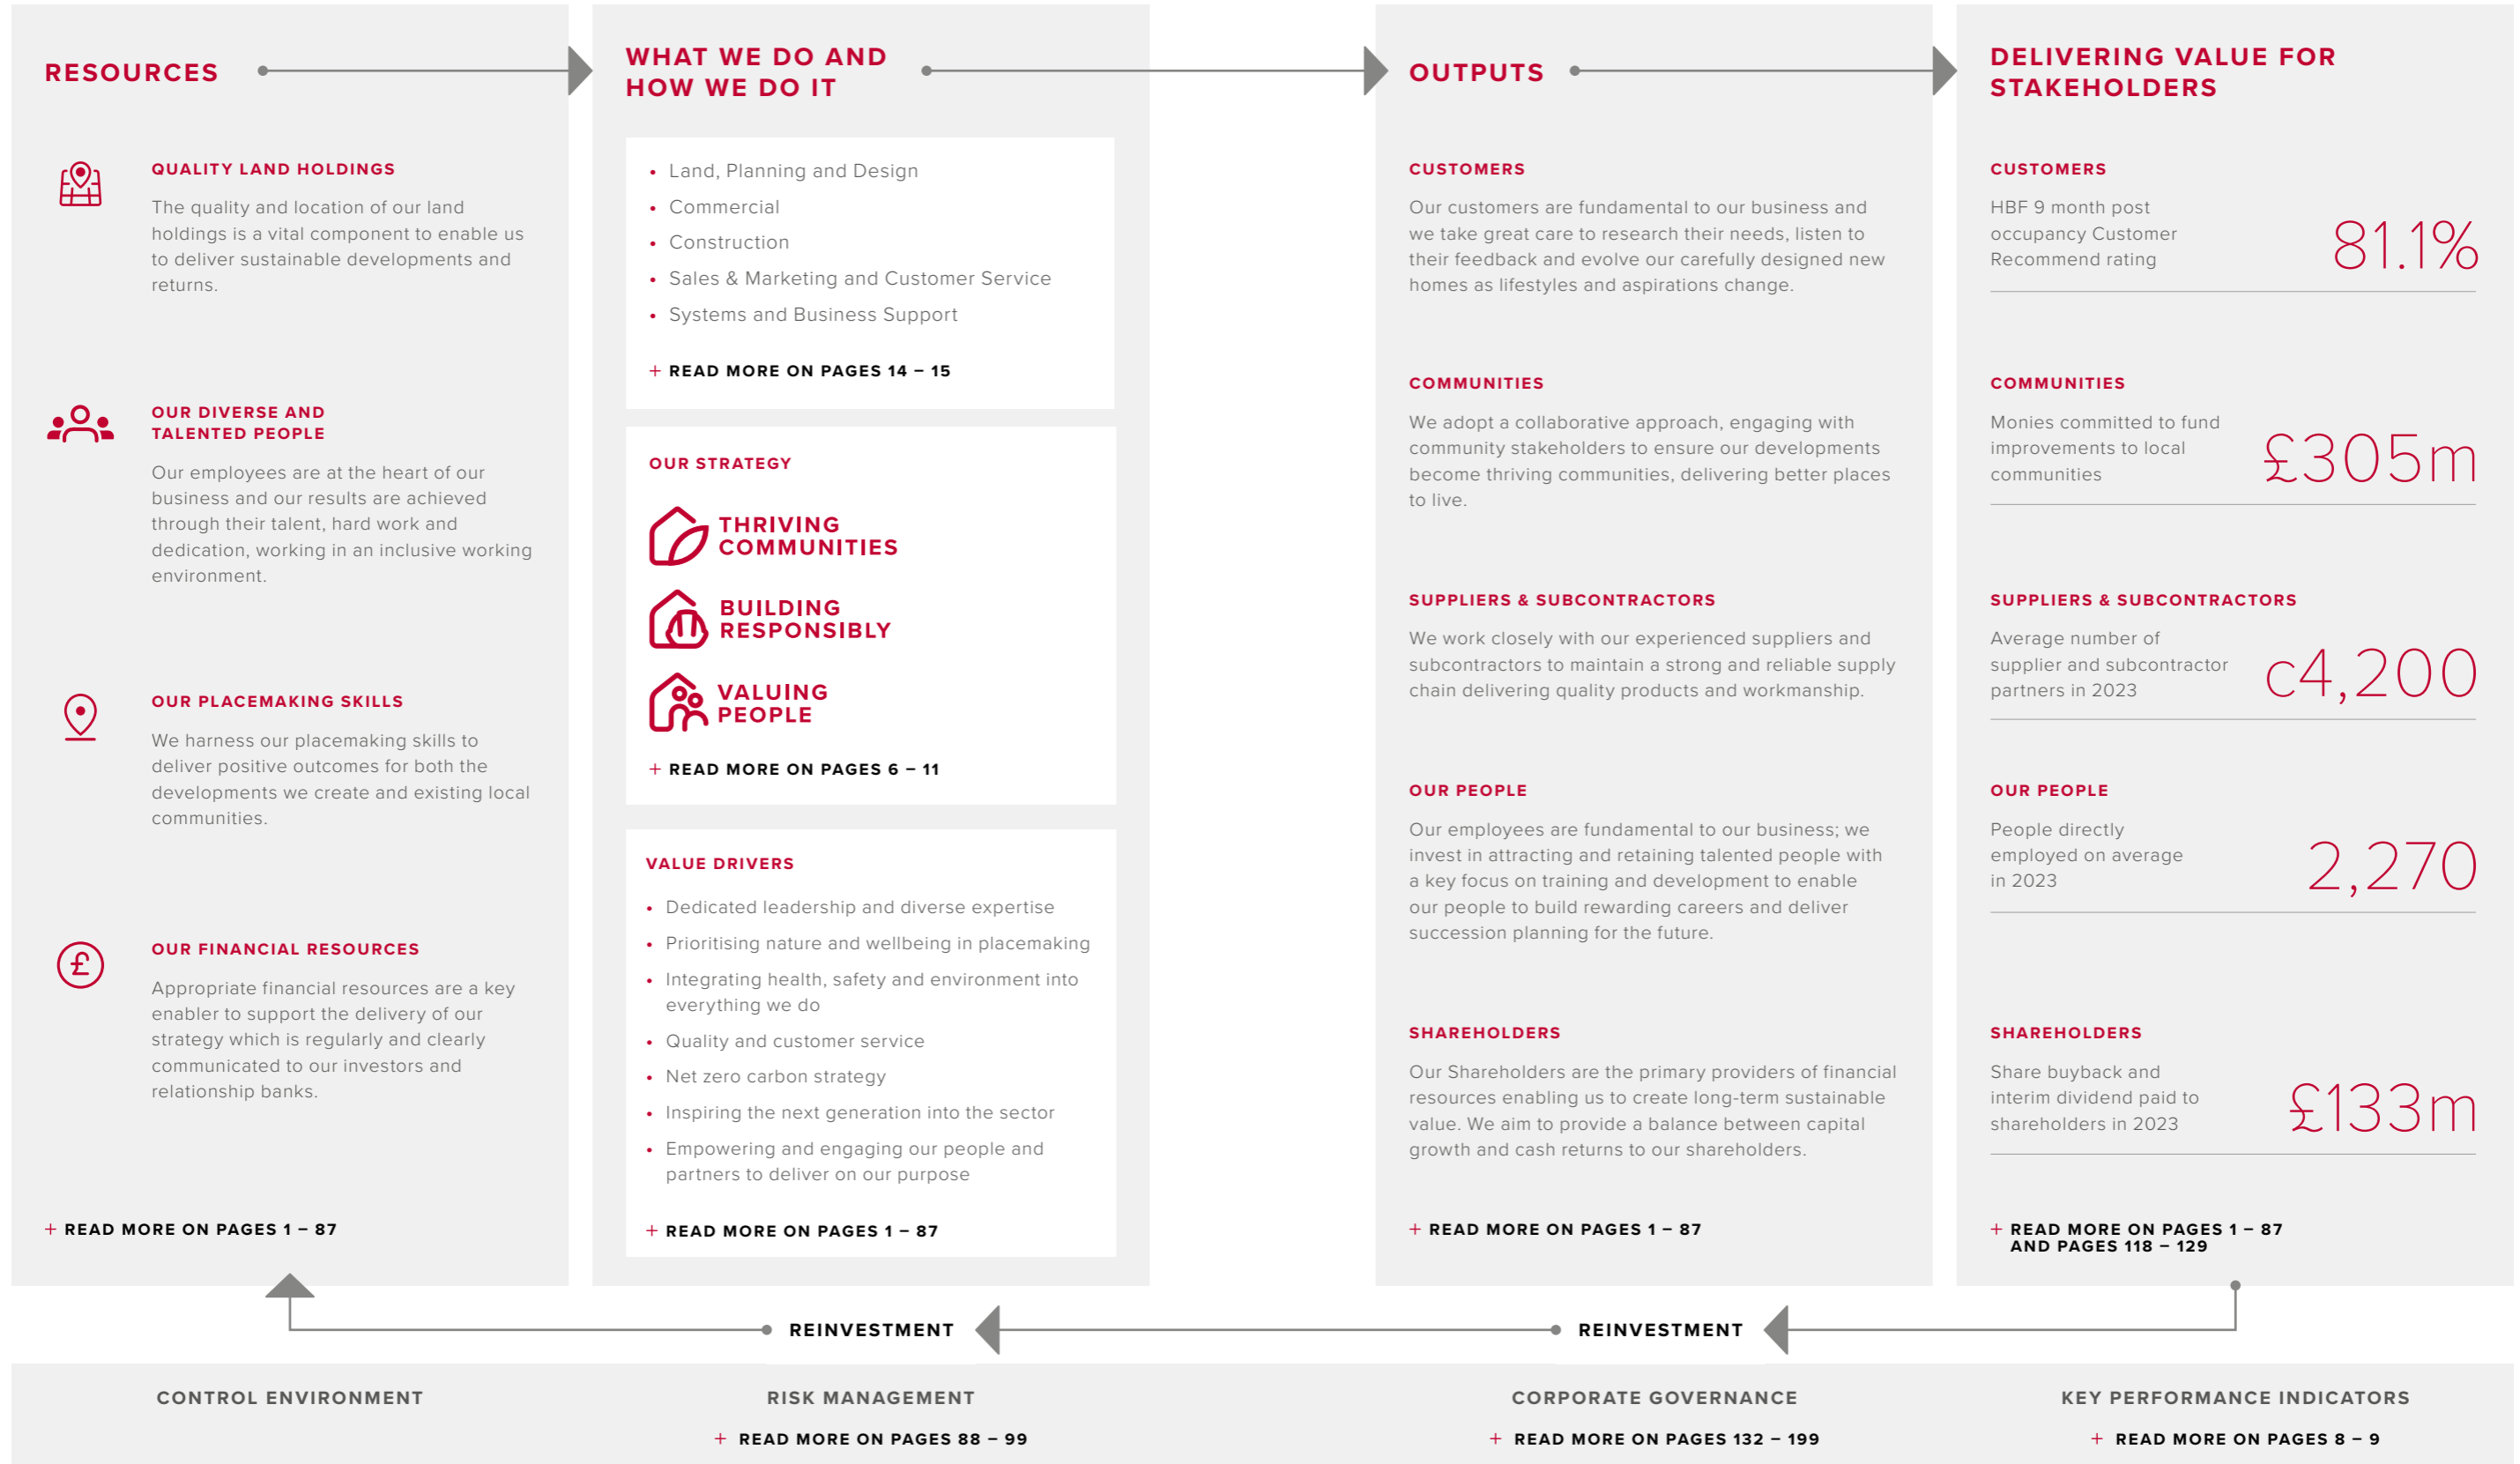 RESOURCES
QUALITY LAND HOLDINGS
The quality and location of our land
holdings is a vital component to enable us
to deliver sustainable developments and
returns.
OUR DIVERSE AND
TALENTED PEOPLE
Our employees are at the heart of our
business and our results are achieved
through their talent, hard work and
dedication, working in an inclusive working
environment.
OUR PLACEMAKING SKILLS
We harness our placemaking skills to
deliver positive outcomes for both the
developments we create and existing local
communities.
£
OUR FINANCIAL RESOURCES
Appropriate financial resources are a key
enabler to support the delivery of our
strategy which is regularly and clearly
communicated to our investors and
relationship banks.
+ READ MORE ON PAGES 1 – 87
WHAT WE DO AND
HOW WE DO IT
• Land, Planning and Design
• Commercial
• Construction
• Sales & Marketing and Customer Service
• Systems and Business Support
+ READ MORE ON PAGES 14 – 15
OUR STRATEGY
THRIVING
COMMUNITIES
BUILDING
RESPONSIBLY
VALUING
PEOPLE
+ READ MORE ON PAGES 6 – 11
VALUE DRIVERS
• Dedicated leadership and diverse expertise
• Prioritising nature and wellbeing in placemaking
• Integrating health, safety and environment into
everything we do
• Quality and customer service
• Net zero carbon strategy
• Inspiring the next generation into the sector
• Empowering and engaging our people and
partners to deliver on our purpose
+ READ MORE ON PAGES 1 – 87
OUTPUTS
CUSTOMERS
Our customers are fundamental to our business and
we take great care to research their needs, listen to
their feedback and evolve our carefully designed new
homes as lifestyles and aspirations change.
COMMUNITIES
We adopt a collaborative approach, engaging with
community stakeholders to ensure our developments
become thriving communities, delivering better places
to live.
SUPPLIERS & SUBCONTRACTORS
We work closely with our experienced suppliers and
subcontractors to maintain a strong and reliable supply
chain delivering quality products and workmanship.
OUR PEOPLE
Our employees are fundamental to our business; we
invest in attracting and retaining talented people with
a key focus on training and development to enable
our people to build rewarding careers and deliver
succession planning for the future.
SHAREHOLDERS
Our Shareholders are the primary providers of financial
resources enabling us to create long-term sustainable
value. We aim to provide a balance between capital
growth and cash returns to our shareholders.
+ READ MORE ON PAGES 1 – 87
DELIVERING VALUE FOR
STAKEHOLDERS
CUSTOMERS
HBF 9 month post
occupancy Customer
Recommend rating
81.1%
COMMUNITIES
Monies committed to fund
improvements to local
communities
£305m
SUPPLIERS & SUBCONTRACTORS
Average number of
supplier and subcontractor
partners in 2023
c4,200
OUR PEOPLE
People directly
employed on average
in 2023
2,270
SHAREHOLDERS
Share buyback and
interim dividend paid to
shareholders in 2023
£133m
+ READ MORE ON PAGES 1 – 87
AND PAGES 118 – 129
REINVESTMENT
REINVESTMENT
CONTROL ENVIRONMENT
RISK MANAGEMENT
+ READ MORE ON PAGES 88 – 99
CORPORATE GOVERNANCE
+ READ MORE ON PAGES 132 – 199
KEY PERFORMANCE INDICATORS
+ READ MORE ON PAGES 8 – 9